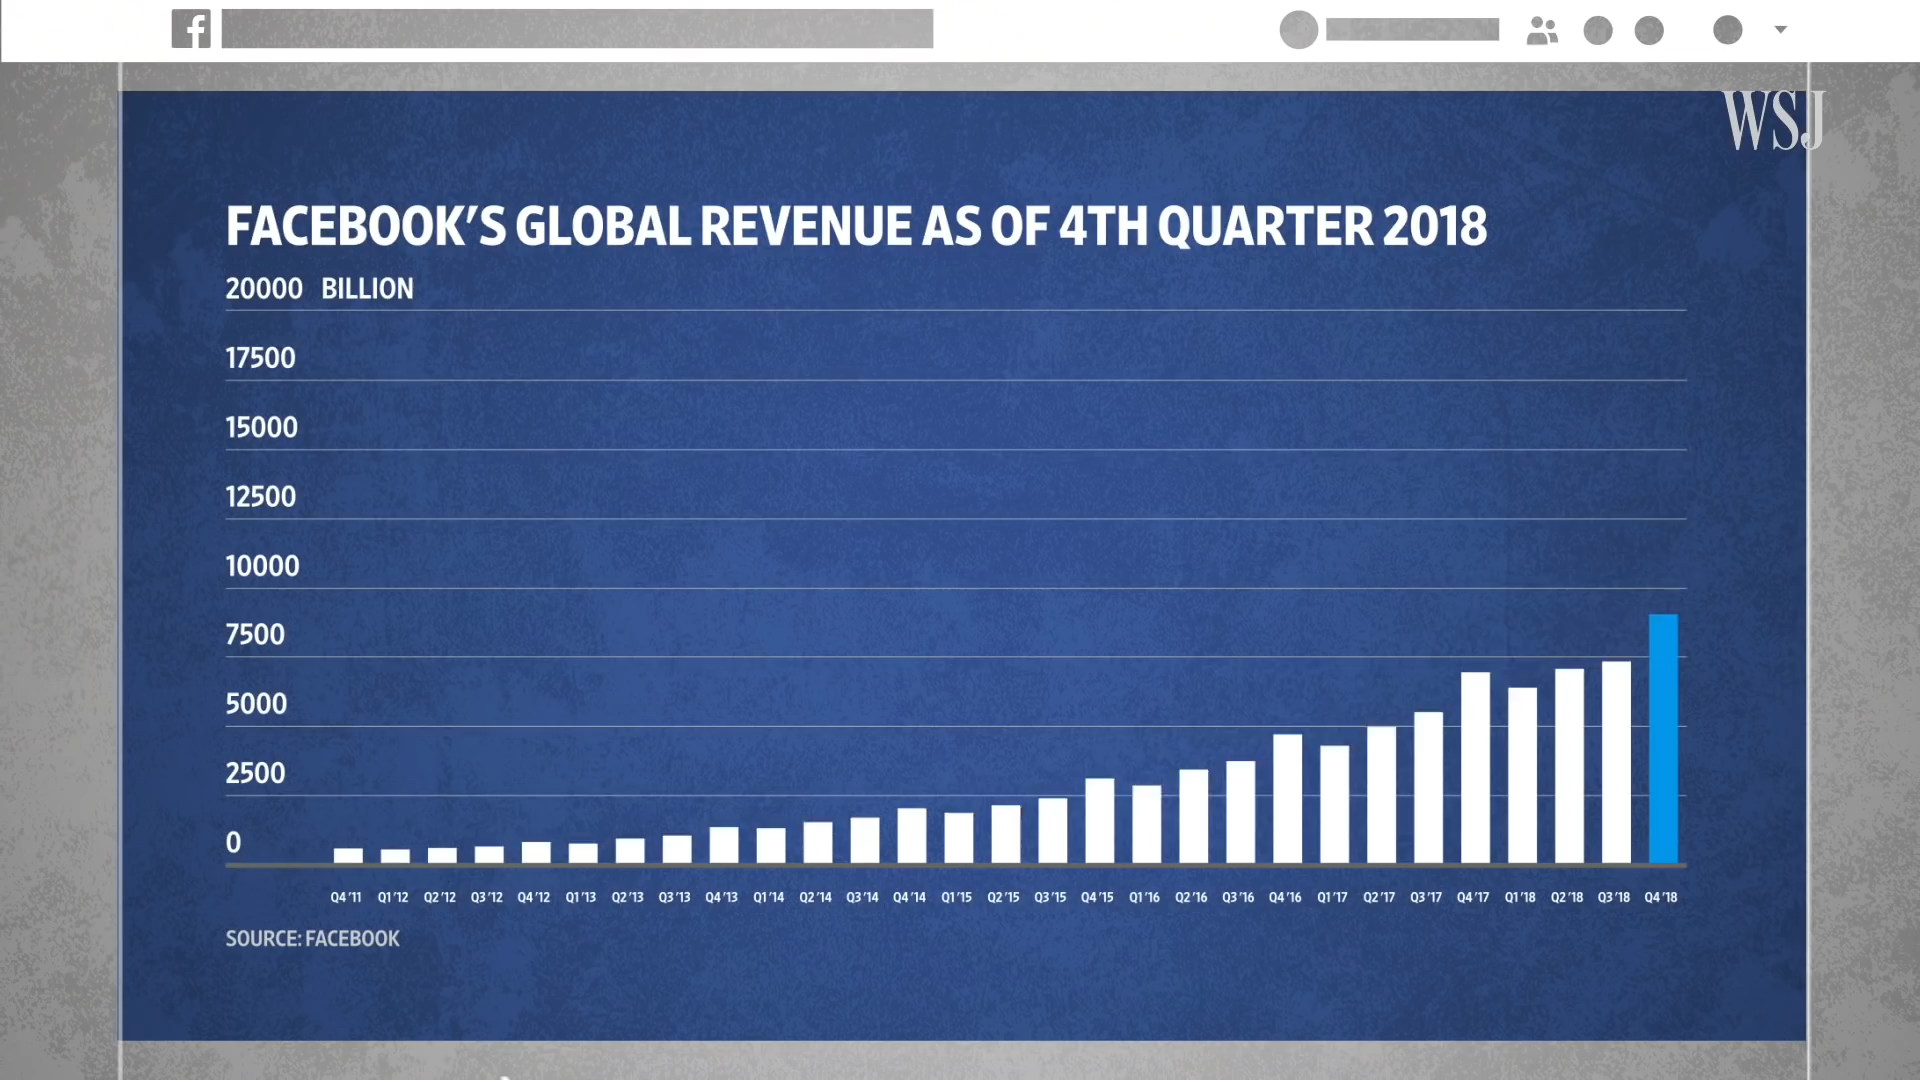 WSJ
FACEBOOK'S GLOBAL REVENUE AS OF 4TH QUARTER 2018
20000 BILLION
17500
15000
12500
10000
7500
5000
2500
0
Q4 '11 Q1 '12 Q2 '12 Q3 '12 Q4 '12 Q1 '13 Q2 '13 Q3 '13 Q4 '13 Q1 '14 Q2 '14 Q3 '14 Q4 '14 Q1 '15 Q2 '15 Q3 '15 Q4 '15 Q1 '16 Q2 '16 Q3 '16 Q4 '16 Q1 '17 Q2 '17 Q3 '17 Q4 '17 Q1 '18 Q2 '18 Q3 '18 Q4 '18
SOURCE: FACEBOOK